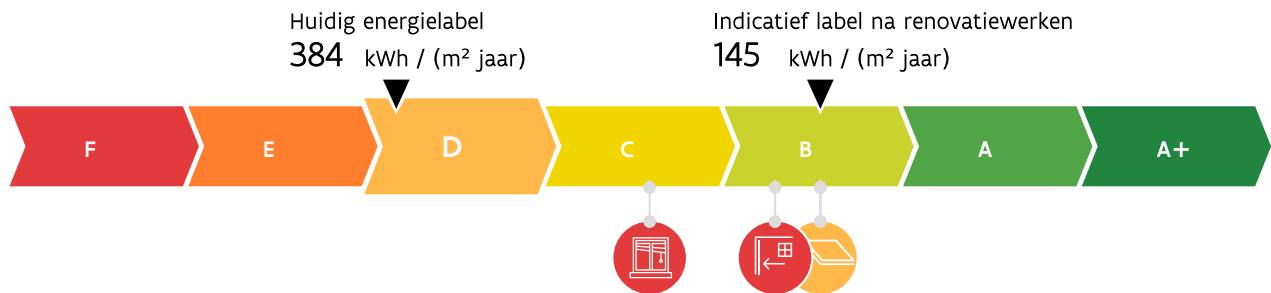 Huidig energielabel
384 kWh / (m² jaar)
Indicatief label na renovatiewerken
145 kWh / (m² jaar)
F E D C B A A+